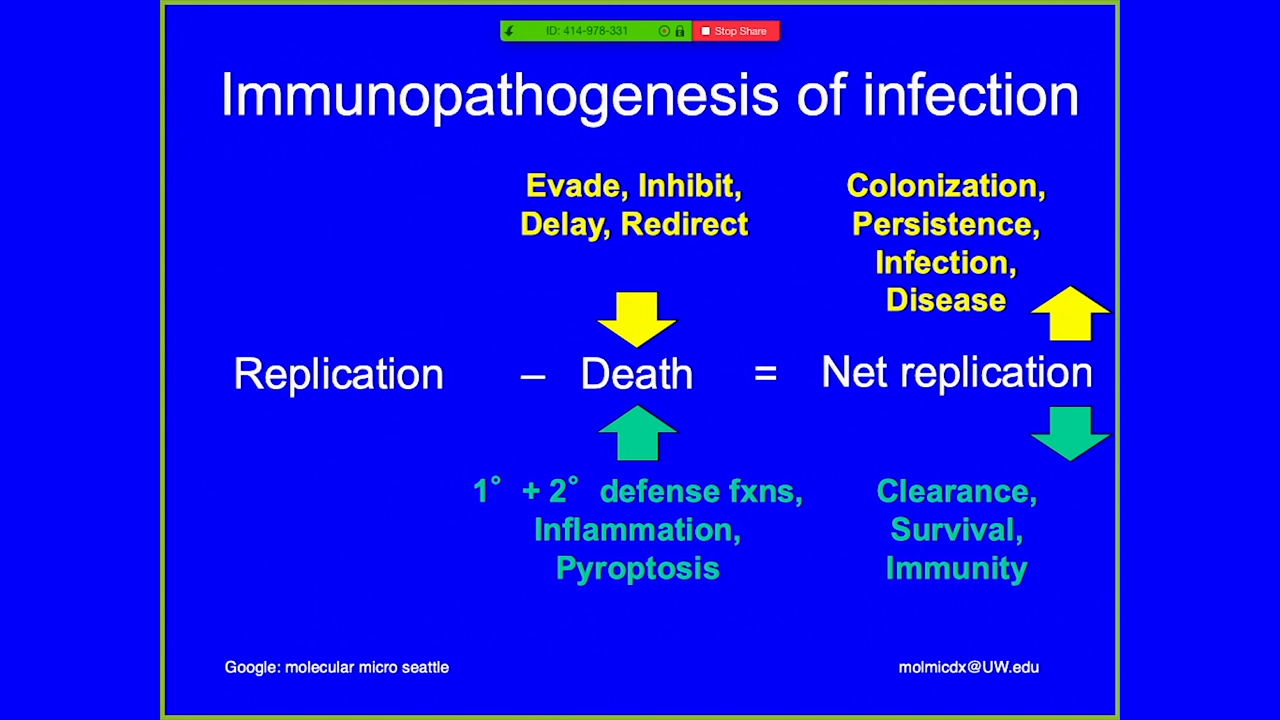 ID: 414-978-331 Stop Share
Immunopathogenesis of infection
Evade, Inhibit,
Delay, Redirect
Colonization,
Persistence,
Infection,
Disease
Replication – Death = Net replication
1° + 2° defense fxns,
Inflammation,
Pyroptosis
Clearance,
Survival,
Immunity
Google: molecular micro seattle
molmicdx@UW.edu